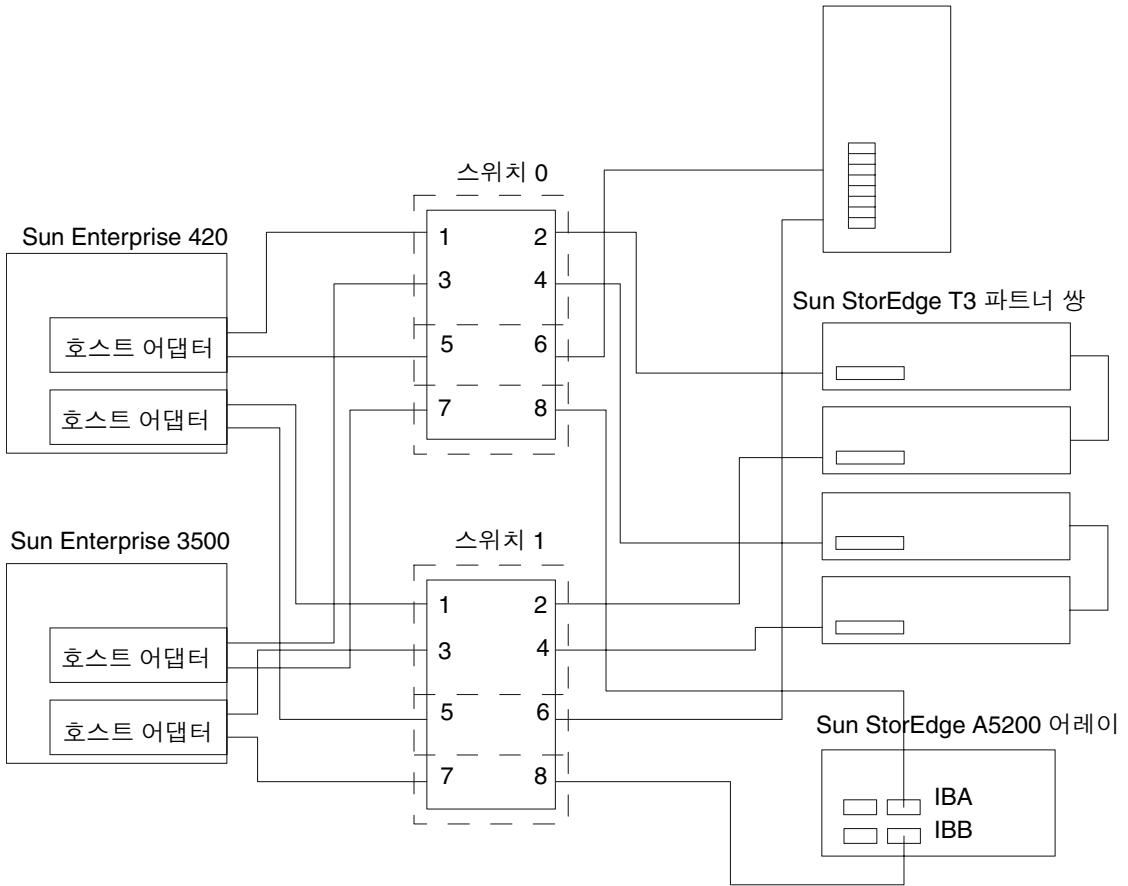 스위치 0
Sun Enterprise 420
1 2
3 4
호스트 어댑터
5 6
호스트 어댑터
7 8
Sun StorEdge T3 파트너 쌍
Sun Enterprise 3500
스위치 1
1 2
호스트 어댑터
3 4
호스트 어댑터
5 6
7 8
Sun StorEdge A5200 어레이
IBA
IBB